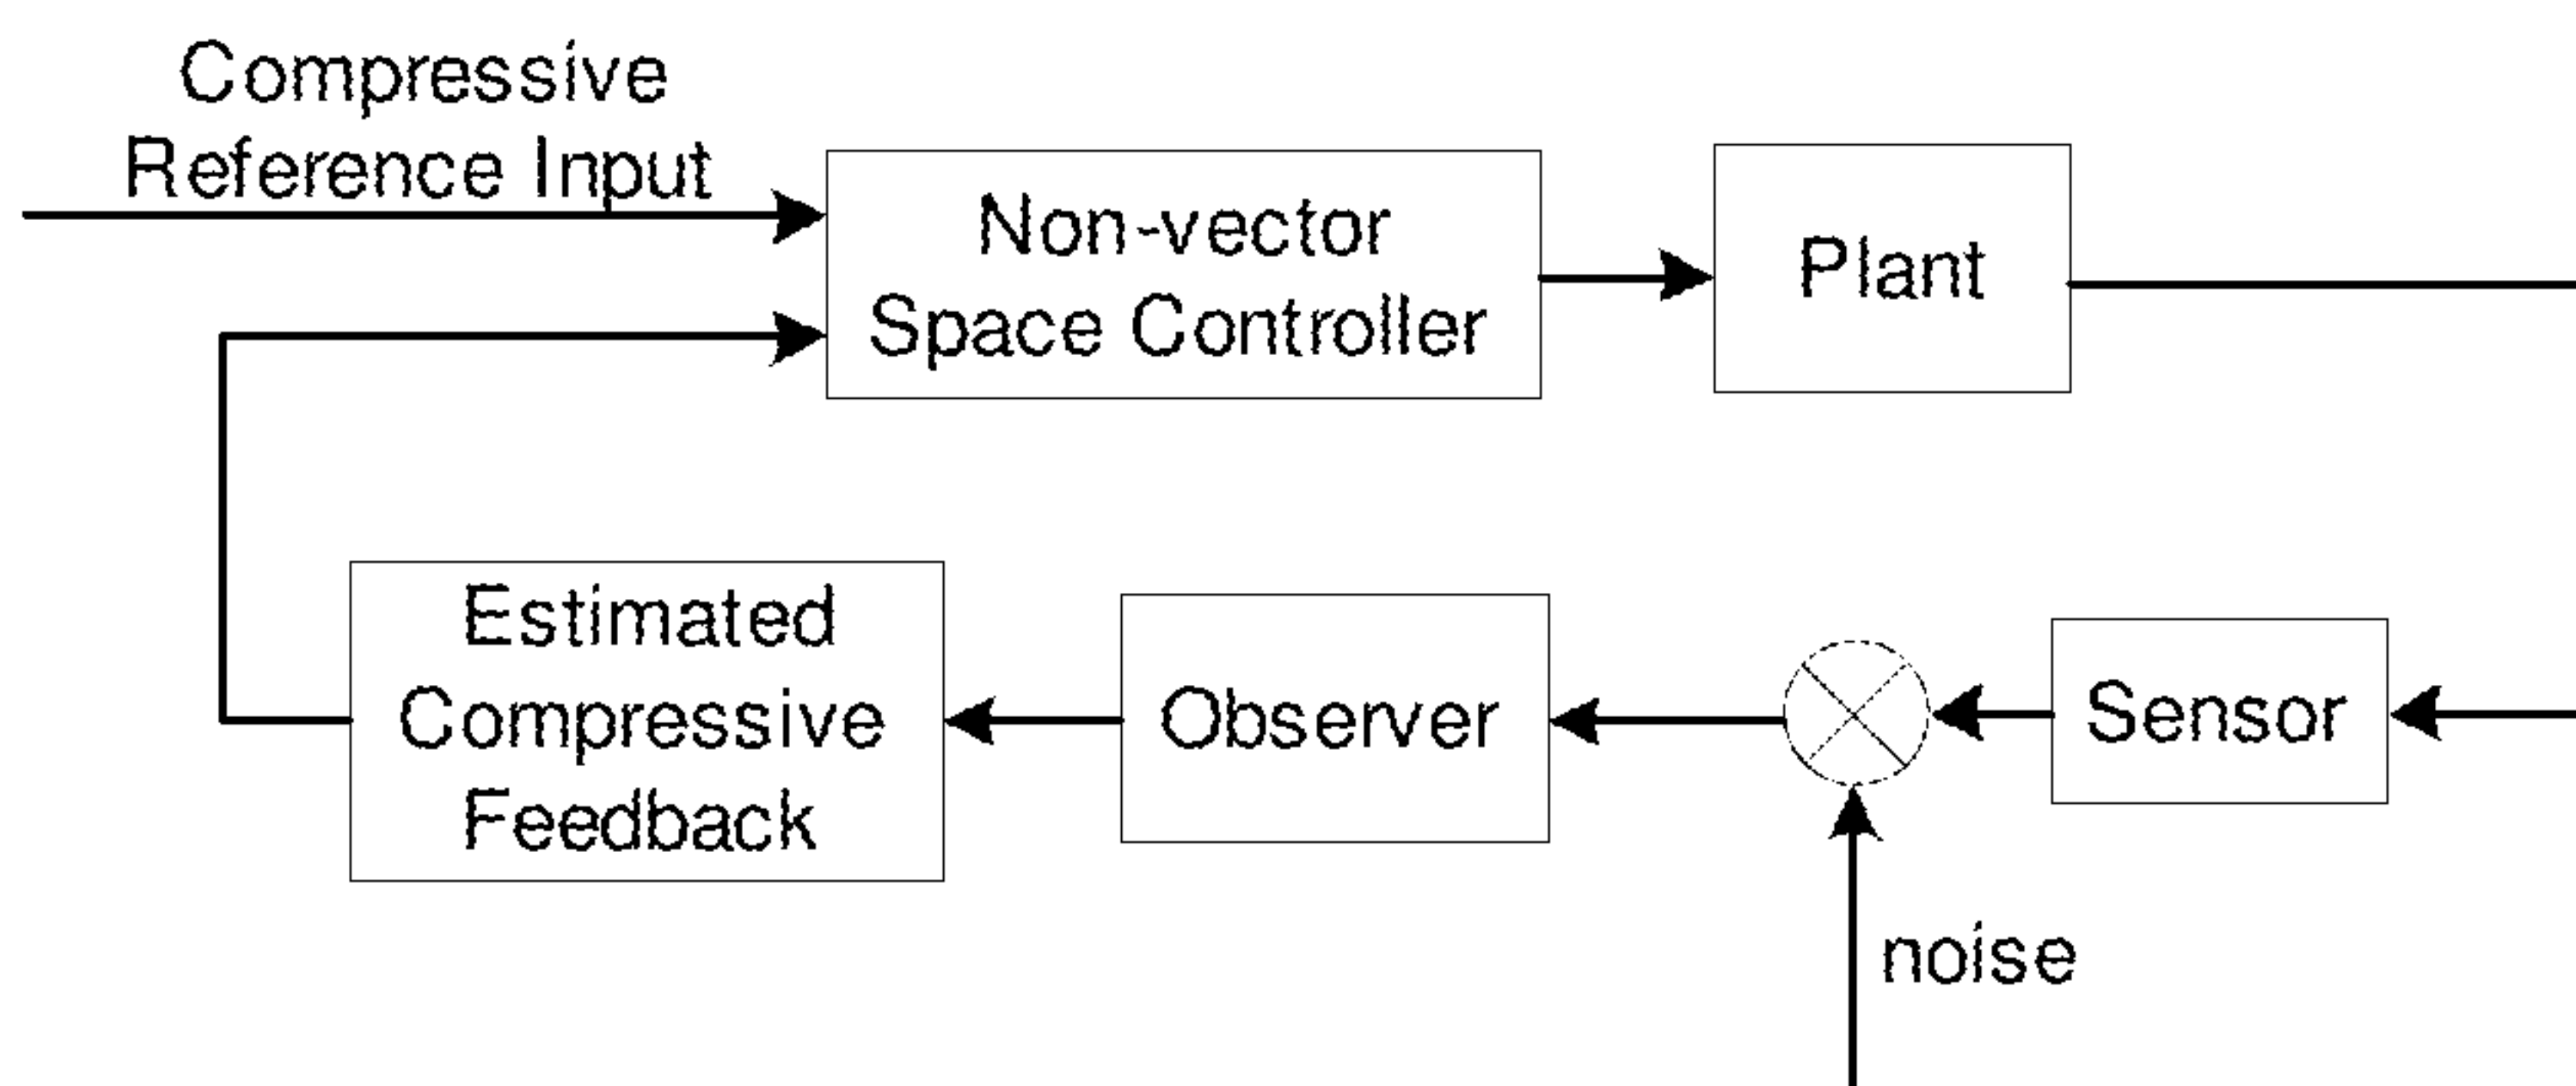 Compressive
Reference Input
Non-vector
Space Controller
Plant
Estimated
Compressive
Feedback
Observer
Sensor
noise